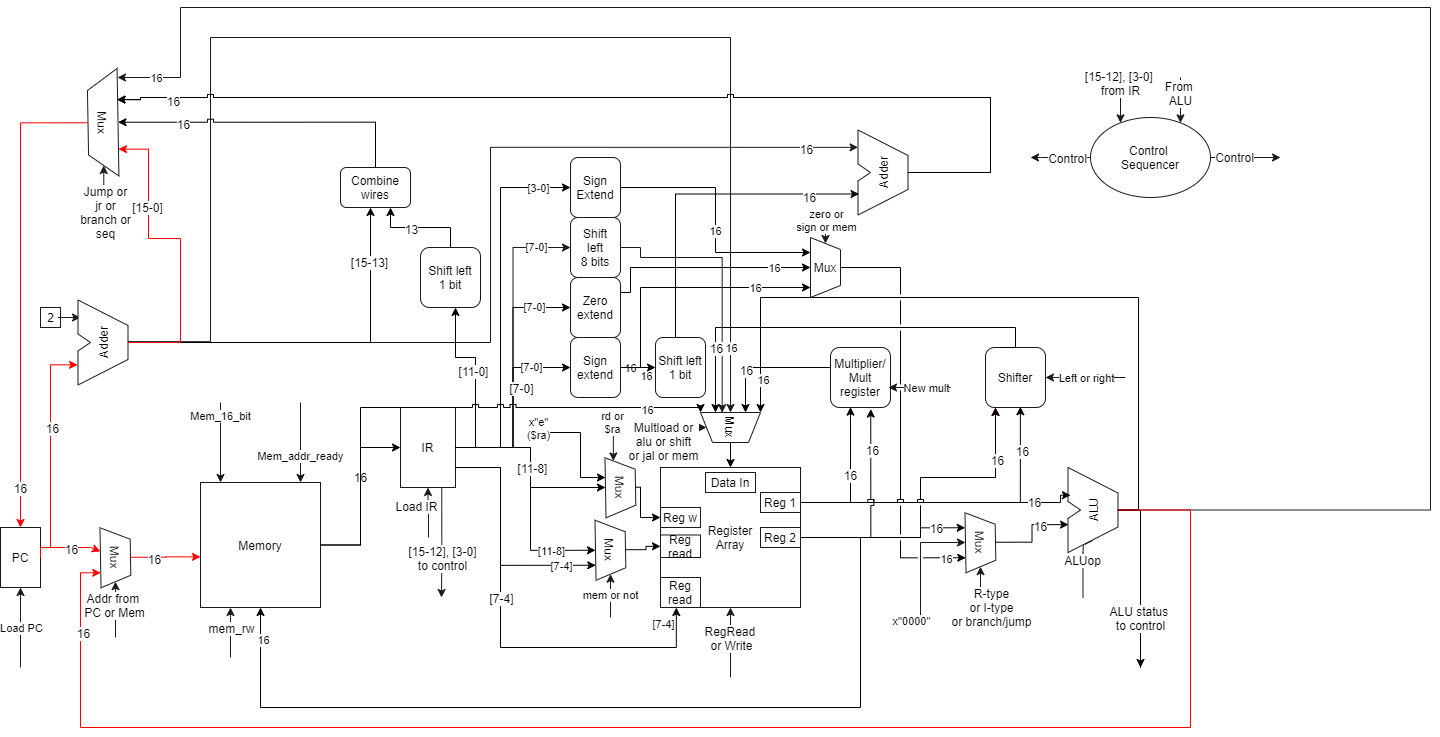 16
16
16
Mux
Jump or
jr or
branch or
seq
[15-0]
16
Combine
wires
13
[15-13]
Shift left
1 bit
[11-0]
[3-0]
Sign
Extend
[7-0]
Shift
left
8 bits
[7-0]
Zero
extend
[7-0]
Sign
extend
[7-0]
16
16
Shift left
1 bit
16
16
16
Adder
zero or
sign or mem
Mux
16
16
16
16
16
16
16
[15-12], [3-0]
from IR
From
ALU
Control
Control
Sequencer
Control
2
Adder
16
Multiplier/
Mult
register
New mult
Shifter
Left or right
Mem_16_bit
Mem_addr_ready
16
Memory
mem_rw
16
IR
Load IR
[15-12], [3-0]
to control
16
x"e"
($ra)
rd or
$ra
Mux
[11-8]
Multload or
alu or shift
or jal or mem
Mux
[11-8]
[7-4]
Mux
mem or not
[7-4]
[7-4]
Data In
Reg w
Reg
read
Reg
read
Register
Array
Reg 1
Reg 2
RegRead
or Write
16
16
16
16
16
16
16
16
Mux
x"0000"
R-type
or I-type
or branch/jump
ALU
ALUop
ALU status
to control
16
PC
Load PC
16
Mux
16
Addr from
PC or Mem
16